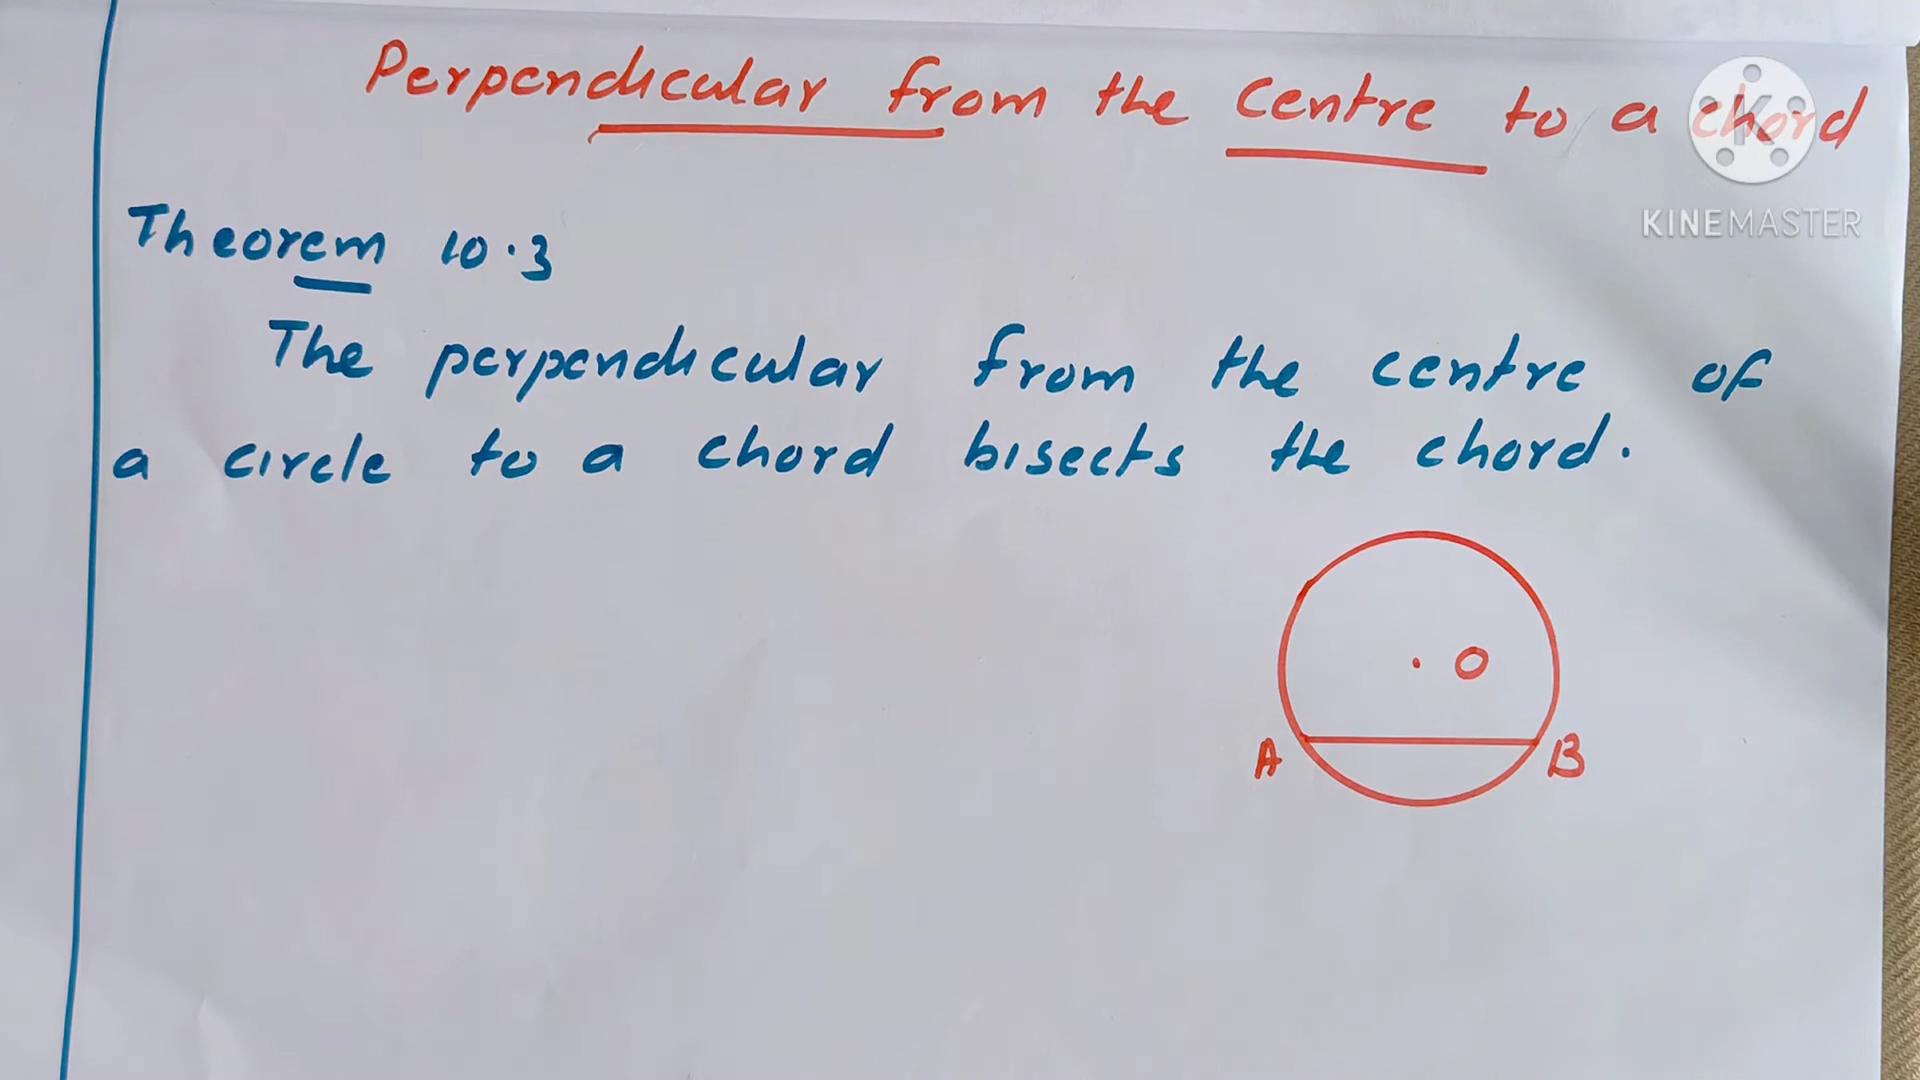 Perpendicular from the centre to a chord
KINEMASTER
Theorem 10.3
The perpendicular from the centre of
a circle to a chord bisects the chord.
O
A
B